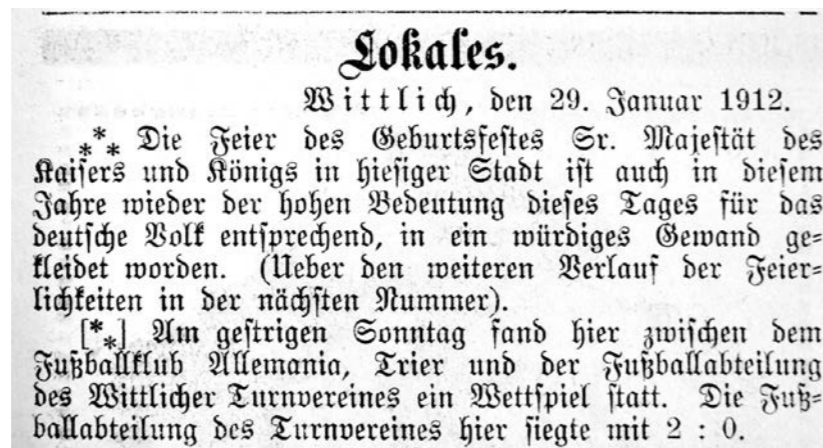 Lokales.
Wittlich, den 29. Januar 1912.
*** Die Feier des Geburtsfestes Sr. Majestät des
Kaisers und Königs in hiesiger Stadt ist auch in diesem
Jahre wieder der hohen Bedeutung dieses Tages für das
deutsche Volk entsprechend, in ein würdiges Gewand ge-
kleidet worden. (Ueber den weiteren Verlauf der Feier-
lichkeiten in der nächsten Nummer).
[**] Am gestrigen Sonntag fand hier zwischen dem
Fußballklub Allemania, Trier und der Fußballabteilung
des Wittlicher Turnvereines ein Wettspiel statt. Die Fuß-
ballabteilung des Turnvereines hier siegte mit 2 : 0.